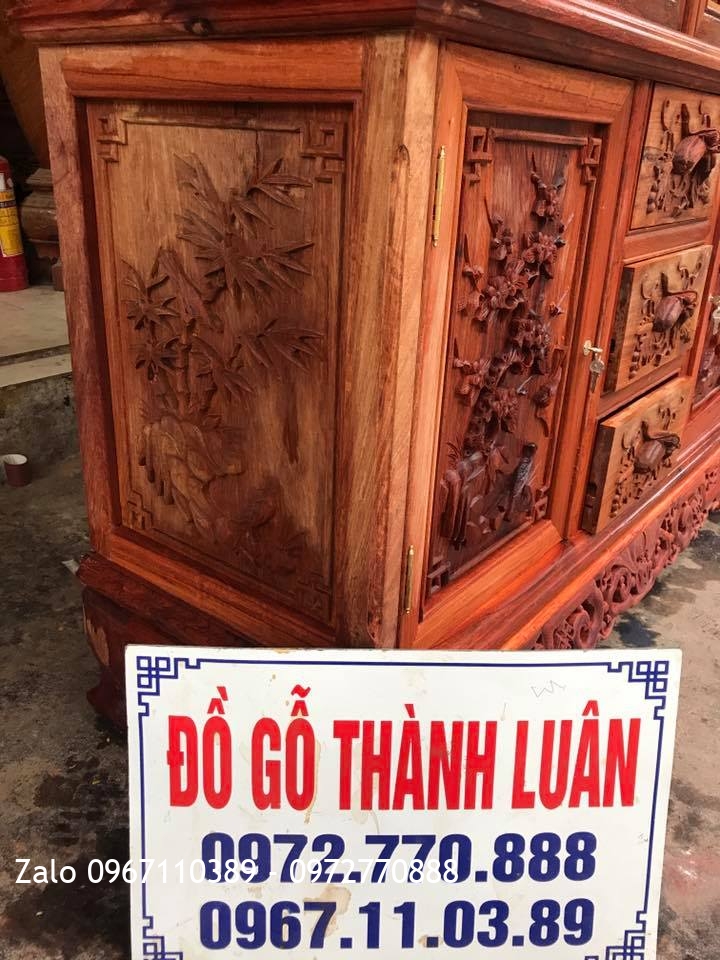 ĐỒ GỖ THÀNH LUÂN
0972.770.888
Zalo 0967110389 - 0972770888
0967.11.03.89